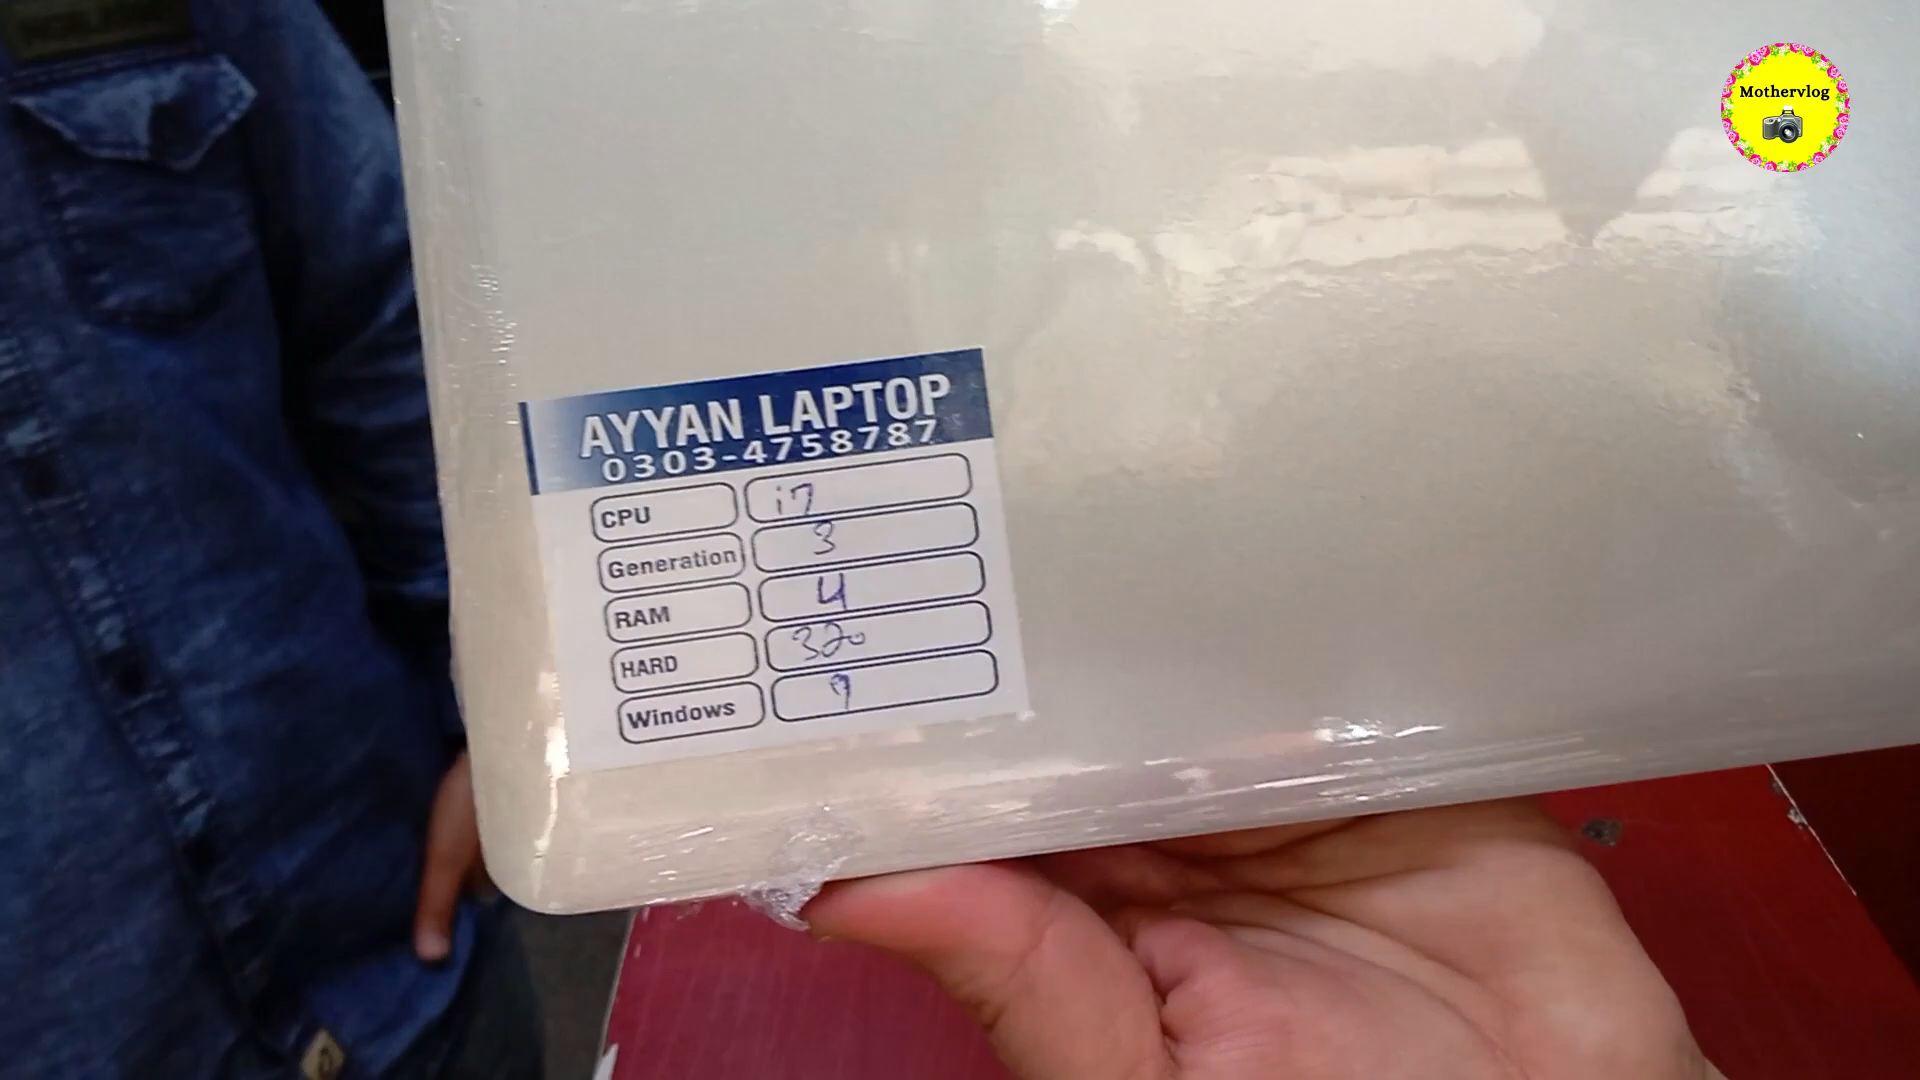 Mothervlog
AYYAN LAPTOP
0303-4758787
CPU i7
Generation 3
RAM 4
HARD 320
Windows 7